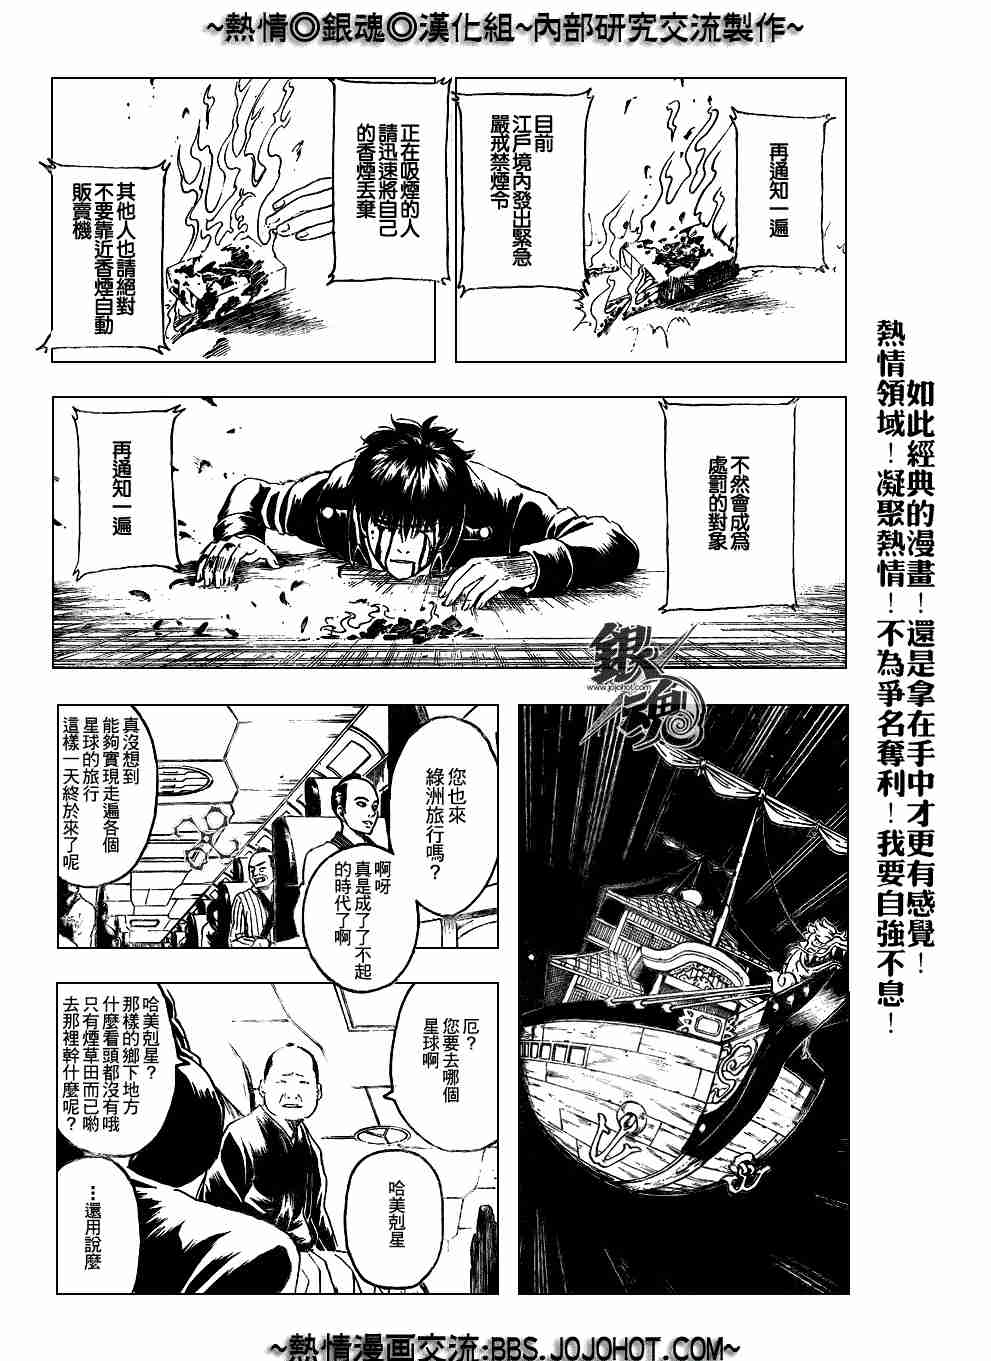 ~熱情◎銀魂◎漢化組~內部研究交流製作~
再通知一遍
目前
江戶境內發出緊急
嚴戒禁煙令
正在吸煙的人
請迅速將自己
的香煙丟棄
其他人也請絕對
不要靠近香煙自動
販賣機
不然會成為
處罰的對象
再通知一遍
銀魂
www.jojohot.com
您也來
綠洲旅行嗎?
啊呀
真是成了了不起
的時代了啊
真沒想到
能夠實現走遍各個
星球的旅行
這樣一天終於來了呢
厄?
您要去哪個
星球啊
哈美剋星
哈美剋星?
那樣的鄉下地方
什麼看頭都沒有哦
只有煙草田而已喲
去那裡幹什麼呢?
…還用說麼
如此經典的漫畫!還是拿在手中才更有感覺!
熱情領域!凝聚熱情!不為爭名奪利!我要自強不息!
~熱情漫画交流:BBS.JOJOHOT.COM~